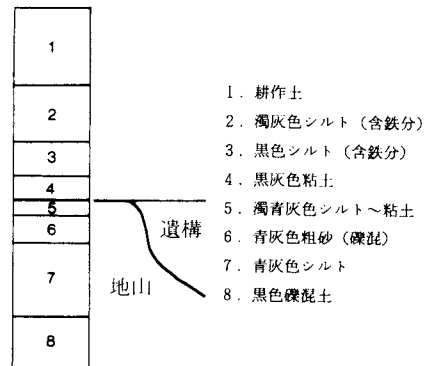 1
2
3
4
5
6
7
8
遺構
地山
1. 耕作土
2. 濁灰色シルト (含鉄分)
3. 黒色シルト (含鉄分)
4. 黒灰色粘土
5. 濁青灰色シルト～粘土
6. 青灰色粗砂 (礫混)
7. 青灰色シルト
8. 黒色礫混土